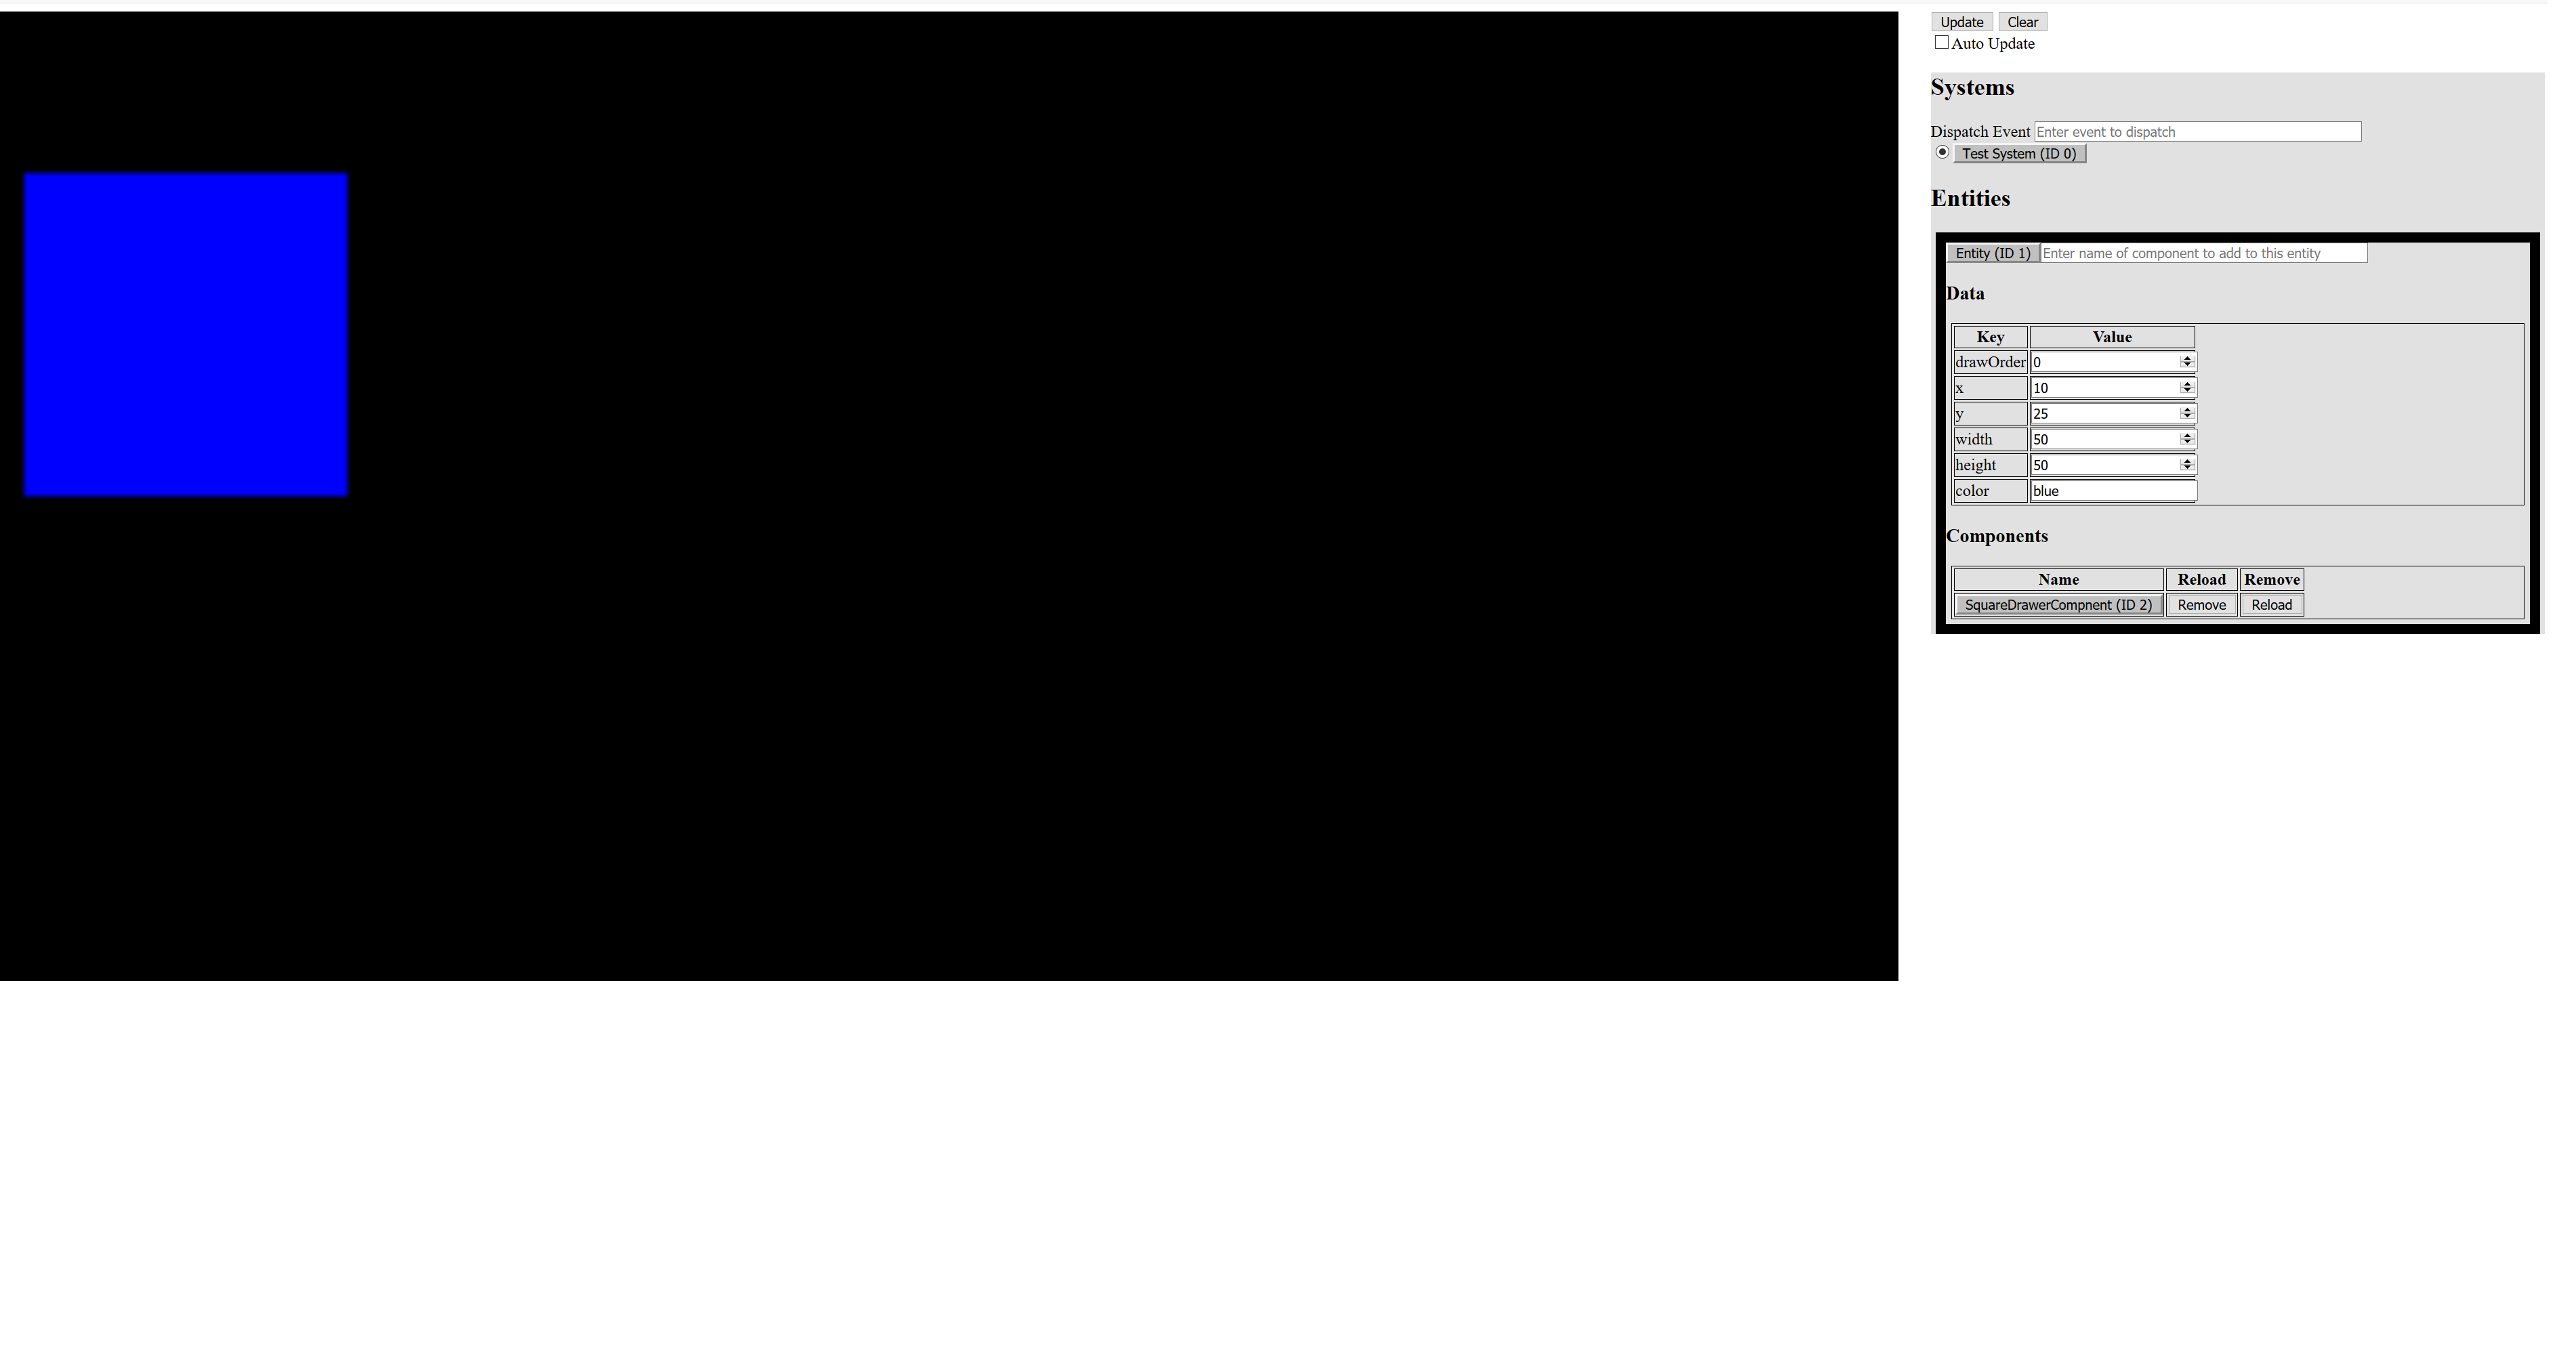 Update Clear
Auto Update
Systems
Dispatch Event Enter event to dispatch
Test System (ID 0)
Entities
Entity (ID 1) Enter name of component to add to this entity
Data
Key Value
drawOrder 0
x 10
y 25
width 50
height 50
color blue
Components
Name Reload Remove
SquareDrawerCompnent (ID 2) Remove Reload